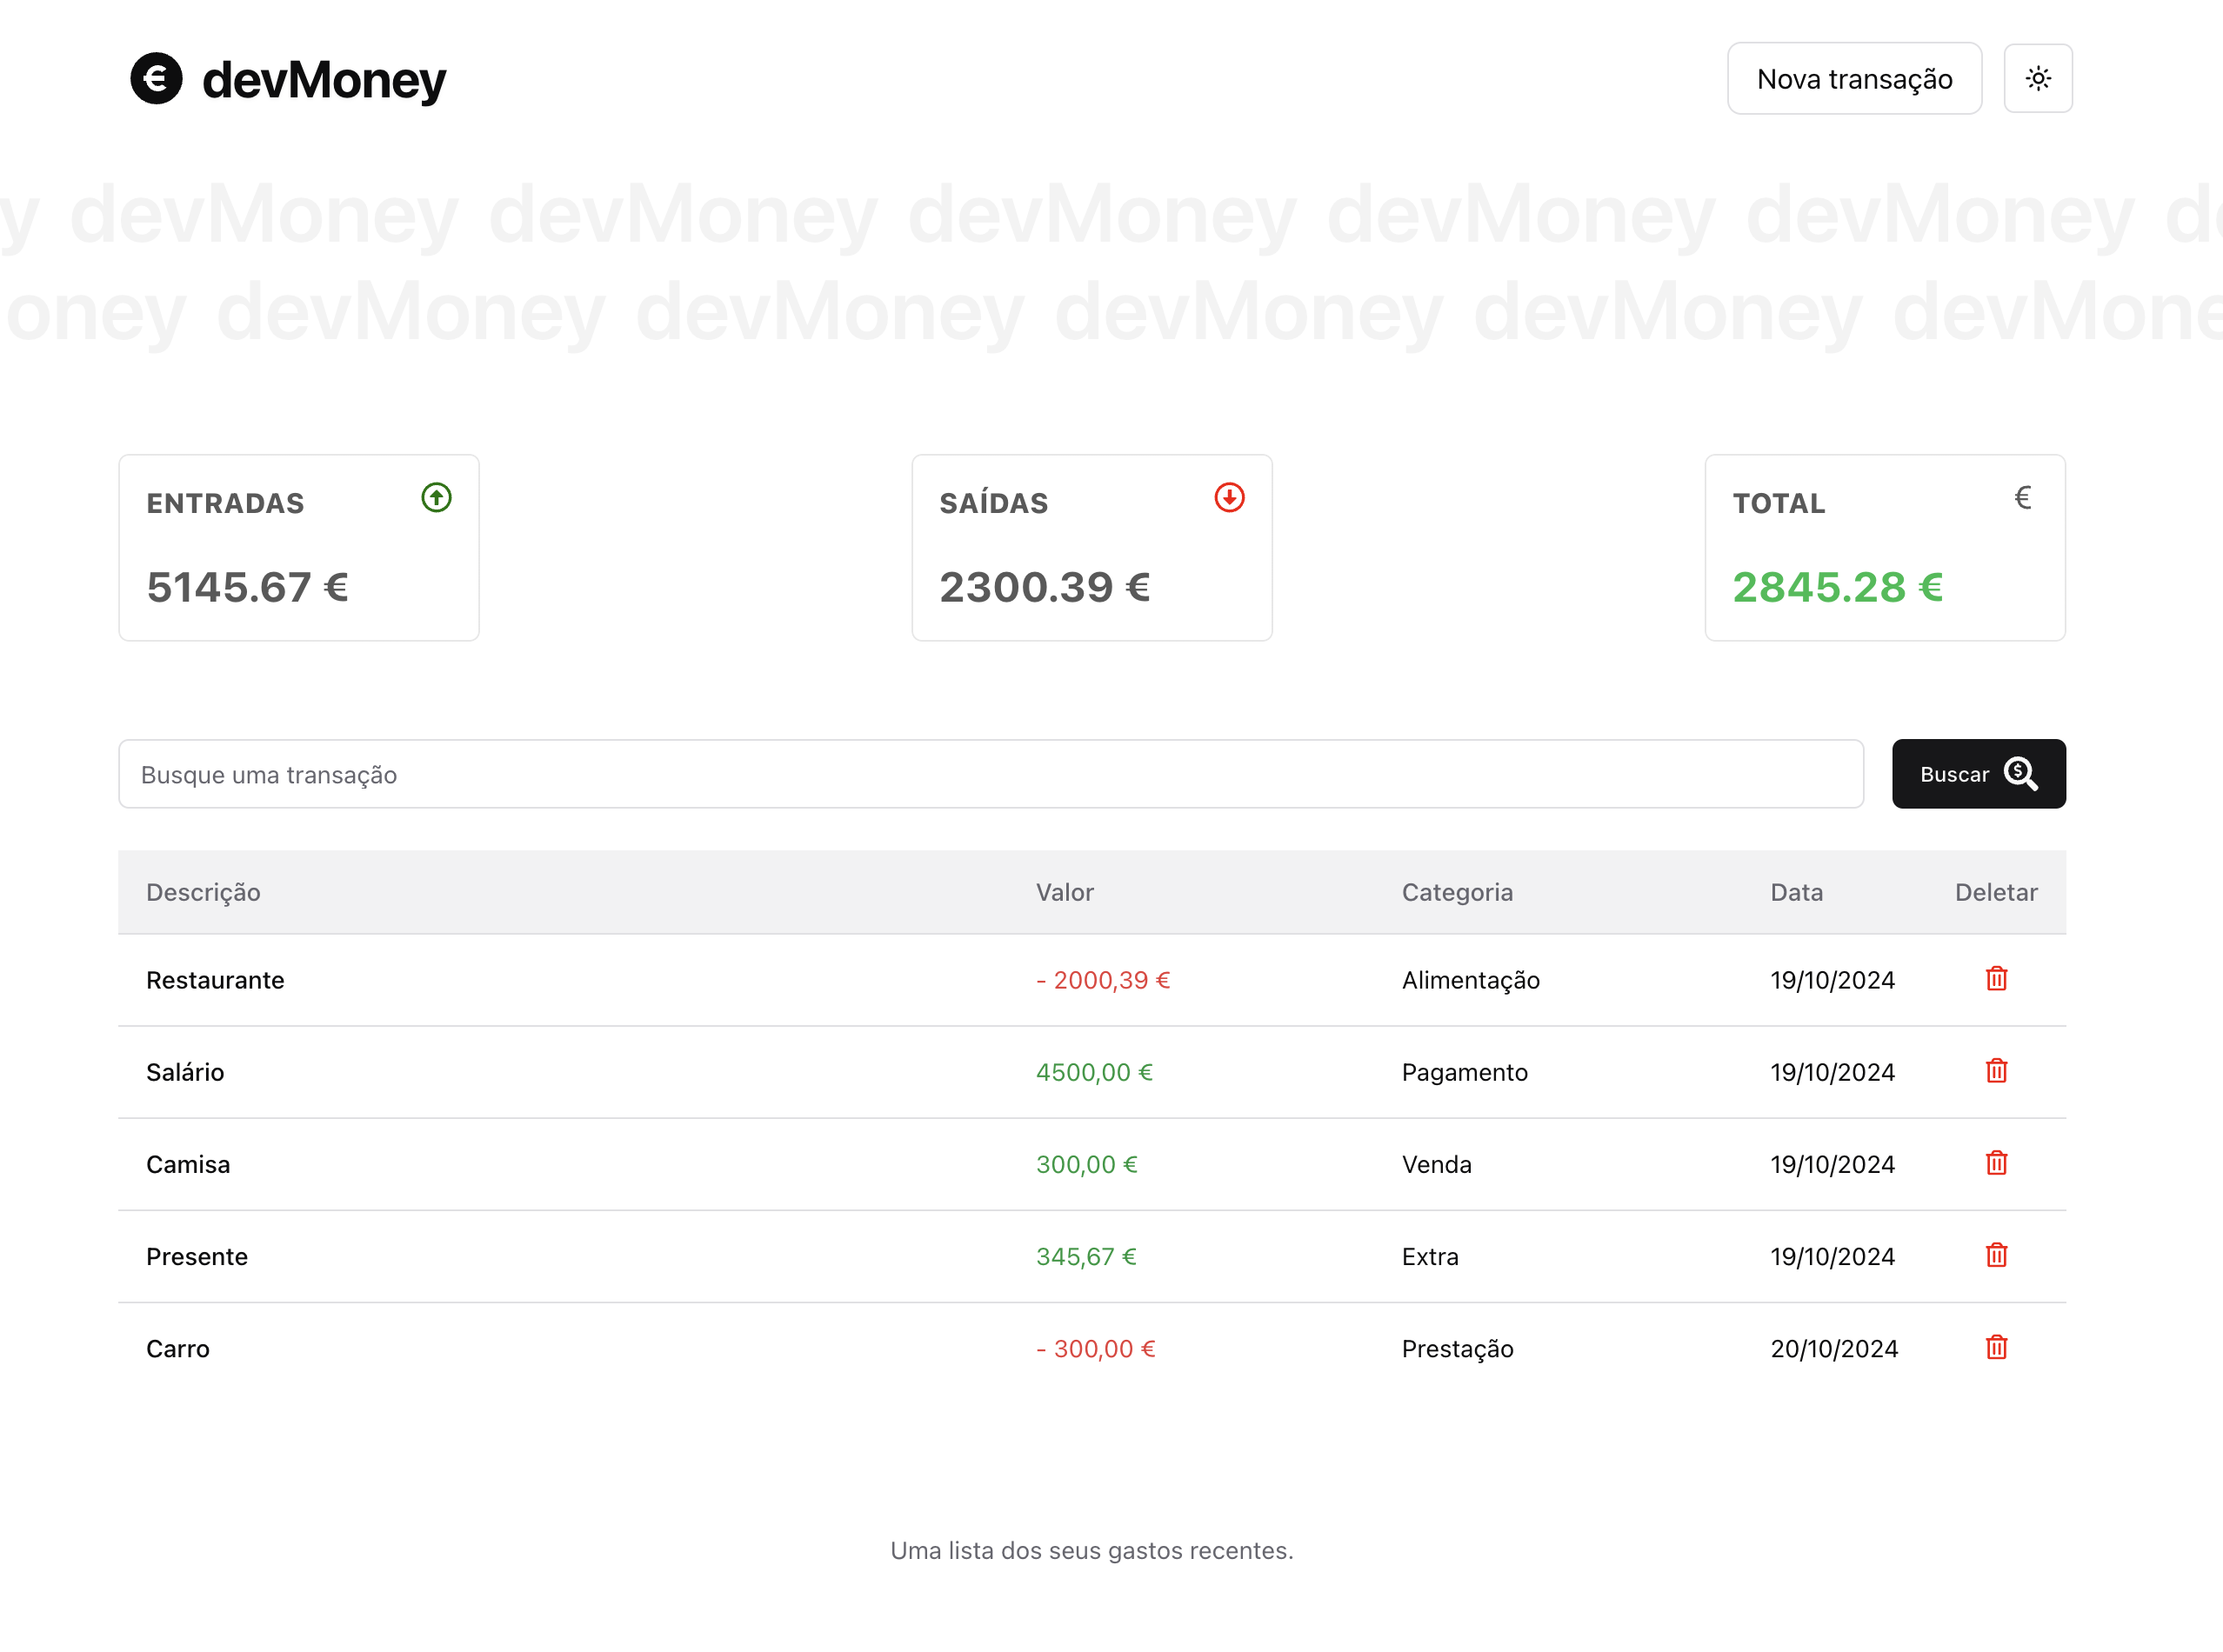 devMoney
Nova transação
y devMoney devMoney devMoney devMoney devMoney de
oney devMoney devMoney devMoney devMoney devMone
ENTRADAS
5145.67 €
SAÍDAS
2300.39 €
TOTAL €
2845.28 €
Busque uma transação
Buscar
Descrição Valor Categoria Data Deletar
Restaurante - 2000,39 € Alimentação 19/10/2024
Salário 4500,00 € Pagamento 19/10/2024
Camisa 300,00 € Venda 19/10/2024
Presente 345,67 € Extra 19/10/2024
Carro - 300,00 € Prestação 20/10/2024
Uma lista dos seus gastos recentes.